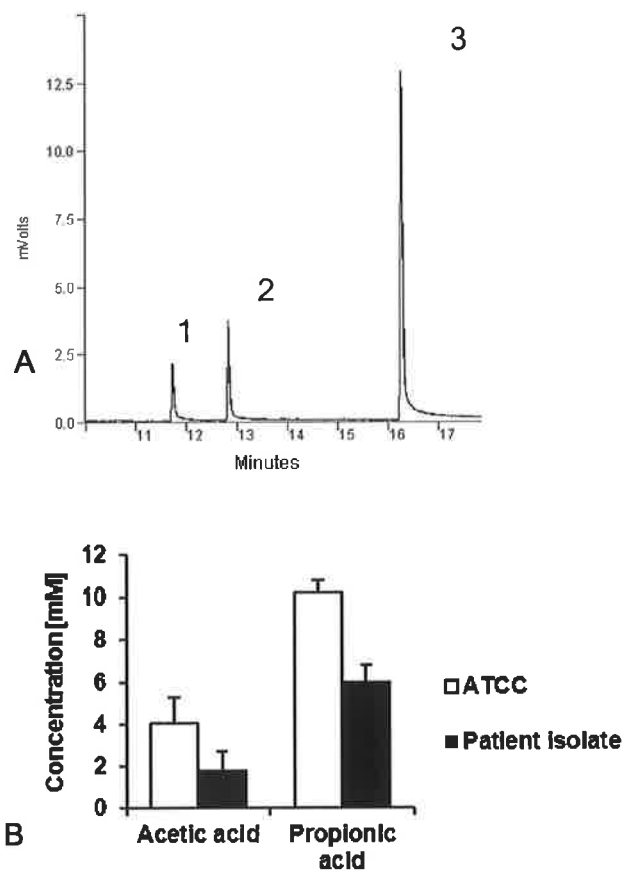 3
12.5
10.0
7.5
mVolts
5.0
2
1
2.5
A
0.0
11 12 13 14 15 16 17
Minutes
12
10
8
6
4
2
0
Concentration[mM]
ATCC
Patient isolate
B
Acetic acid
Propionic
acid